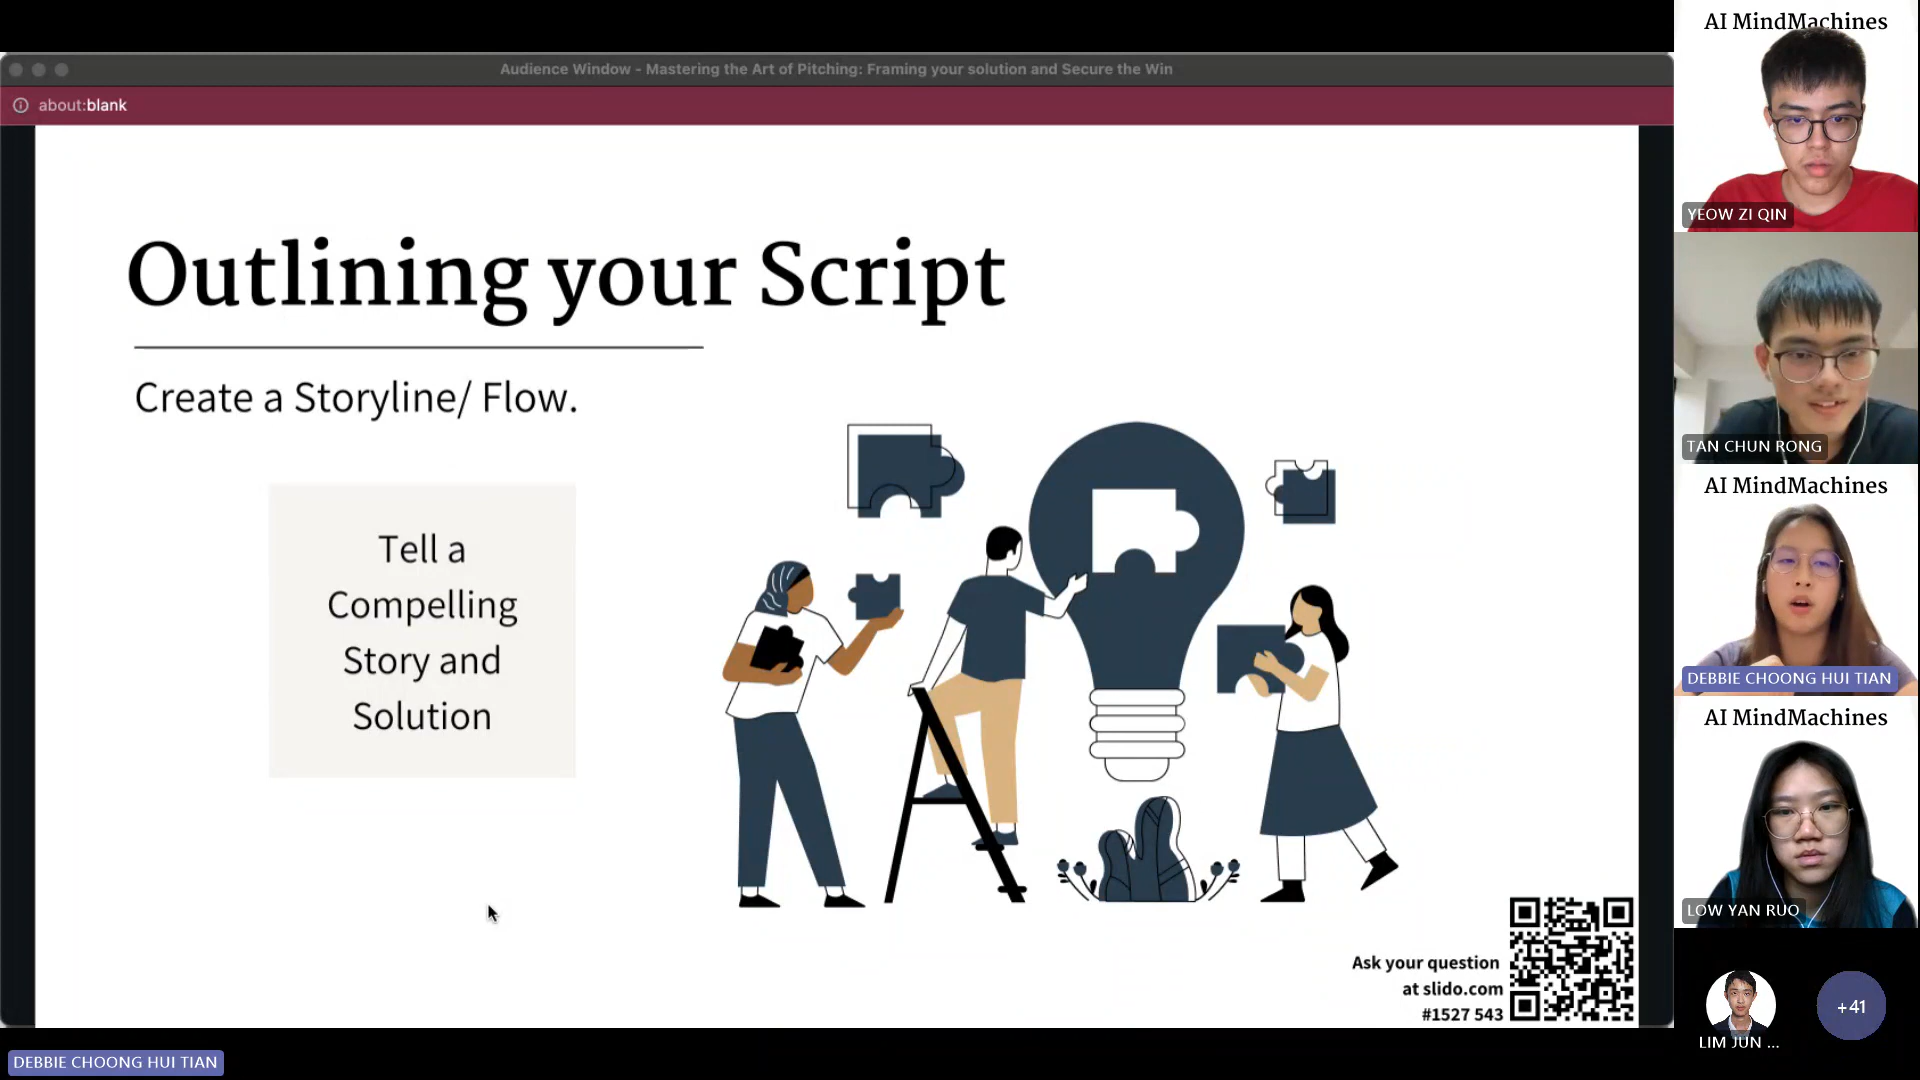 Audience Window - Mastering the Art of Pitching: Framing your solution and Secure the Win
about:blank
Outlining your Script
Create a Storyline/ Flow.
Tell a
Compelling
Story and
Solution
Ask your question
at slido.com
#1527 543
DEBBIE CHOONG HUI TIAN
AI MindMachines
YEOW ZI QIN
TAN CHUN RONG
AI MindMachines
DEBBIE CHOONG HUI TIAN
AI MindMachines
LOW YAN RUO
LIM JUN ...
+41